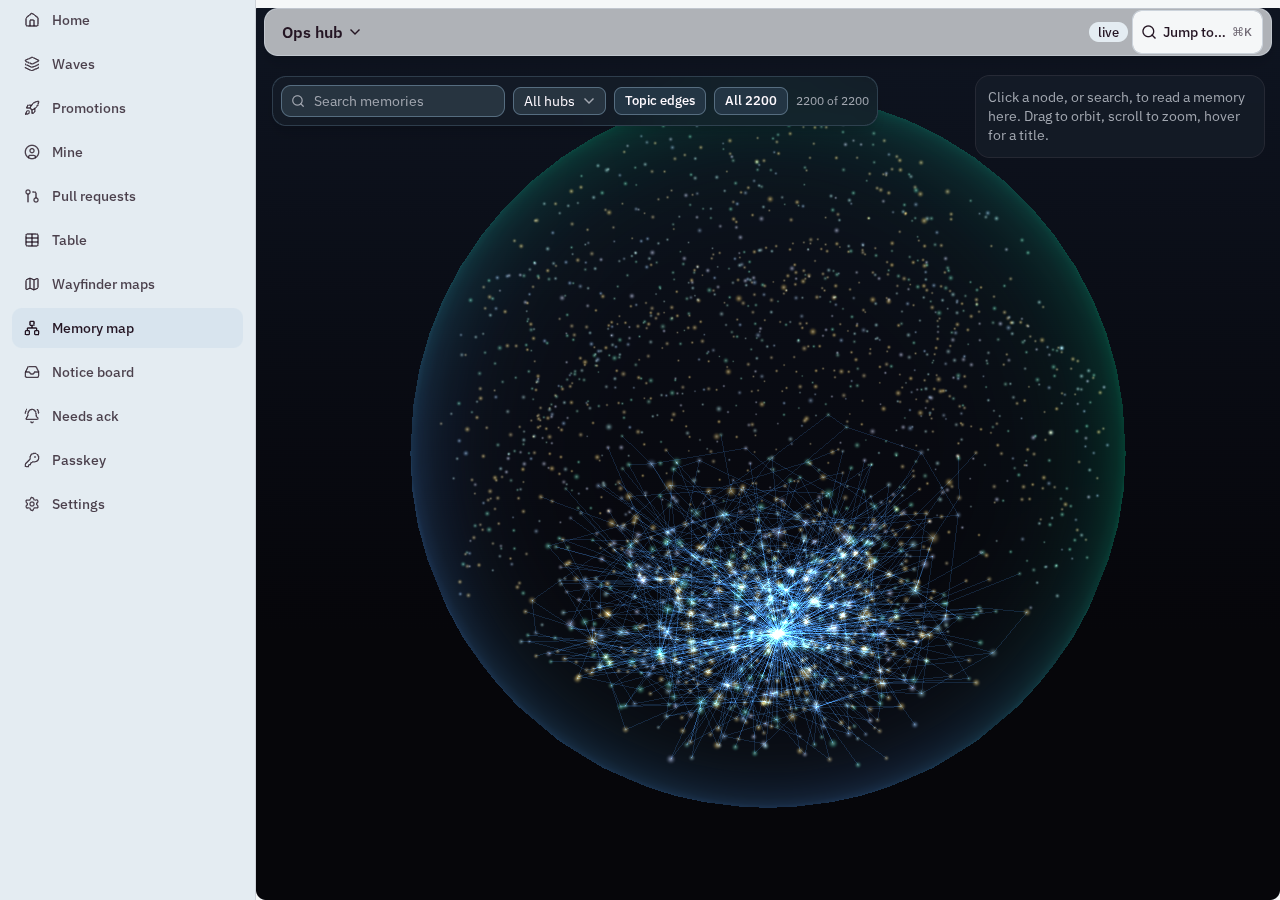 Home
Waves
Promotions
Mine
Pull requests
Table
Wayfinder maps
Memory map
Notice board
Needs ack
Passkey
Settings
Ops hub
live
Jump to... ⌘K
Search memories
All hubs
Topic edges
All 2200
2200 of 2200
Click a node, or search, to read a memory
here. Drag to orbit, scroll to zoom, hover
for a title.